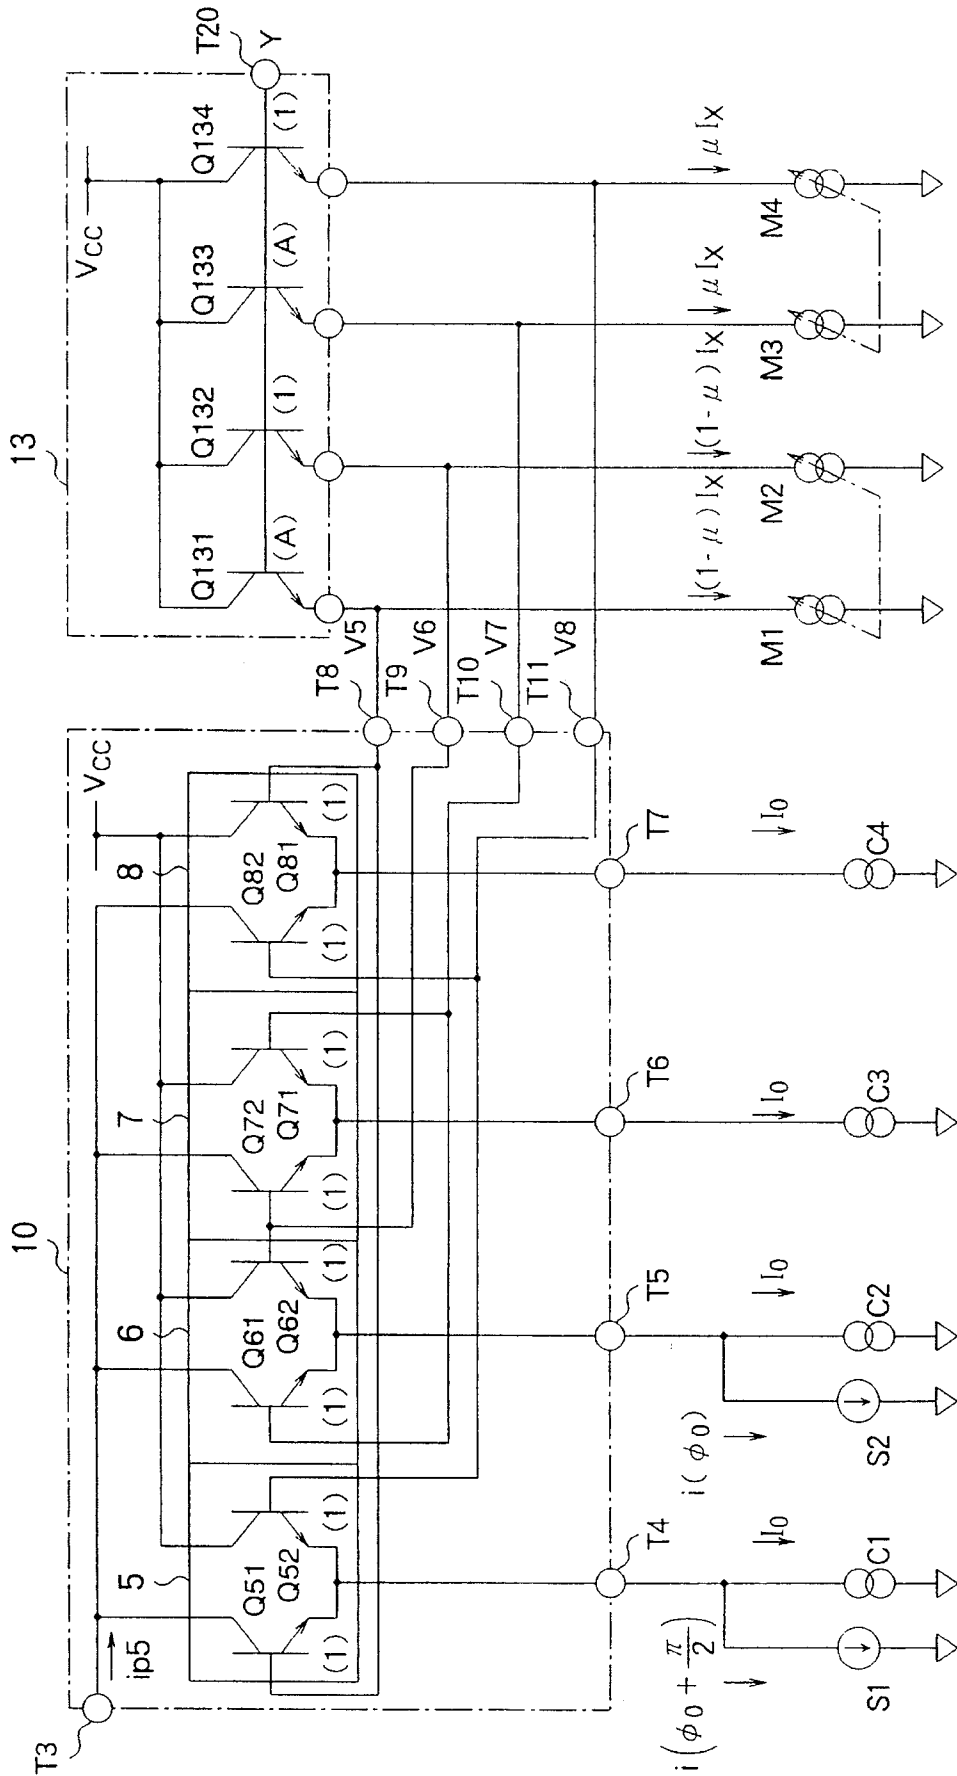 10
13
VCC
VCC
T20
Y
Q131
Q132
Q133
Q134
(A)
(1)
(A)
(1)
T3
ip5
5
6
7
8
Q51
Q52
Q61
Q62
Q72
Q71
Q82
Q81
(1)
(1)
(1)
(1)
(1)
(1)
(1)
(1)
T8
V5
T9
V6
T10
V7
T11
V8
T4
T5
T6
T7
i(φ0+π/2)
I0
i(φ0)
I0
I0
I0
(1-μ)IX
(1-μ)IX
μIX
μIX
S1
C1
S2
C2
C3
C4
M1
M2
M3
M4